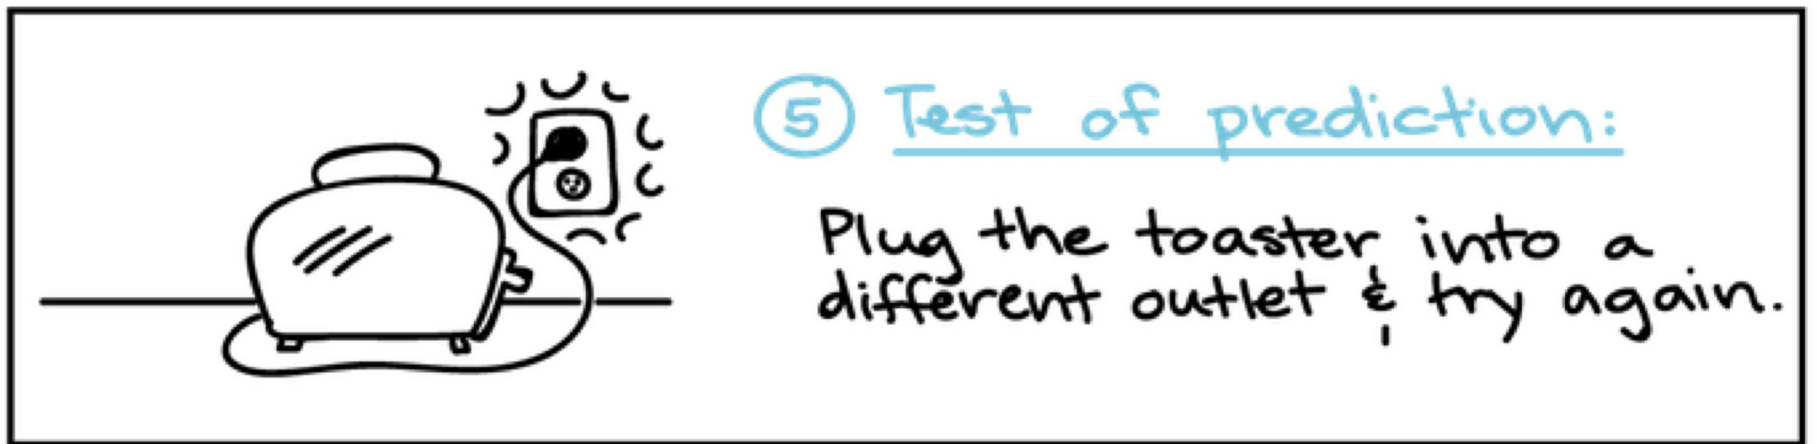 5 Test of prediction:
Plug the toaster into a
different outlet & try again.